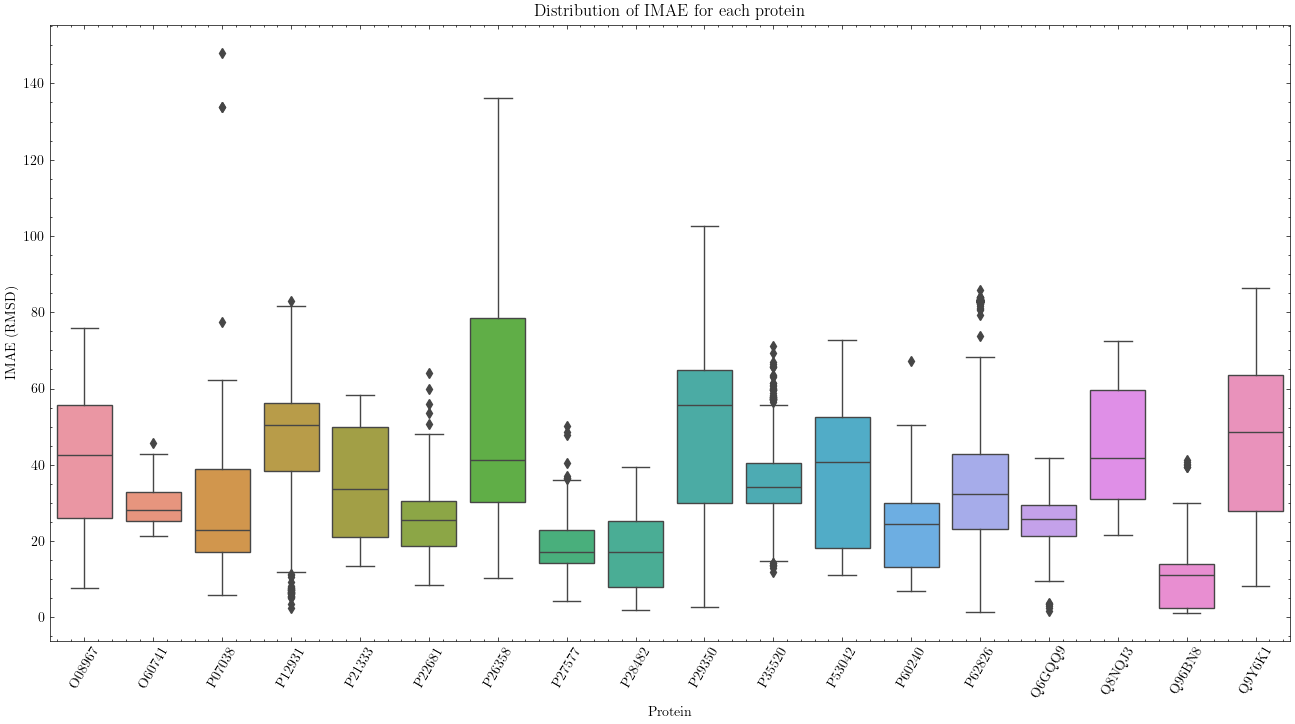 Distribution of IMAE for each protein
IMAE (RMSD)
140
120
100
80
60
40
20
0
O08967
O60741
P07038
P12931
P21333
P22681
P26358
P27577
P28482
P29350
P35520
P53042
P60240
P62826
Q6GQQ9
Q8NQJ3
Q96BN8
Q9Y6K1
Protein